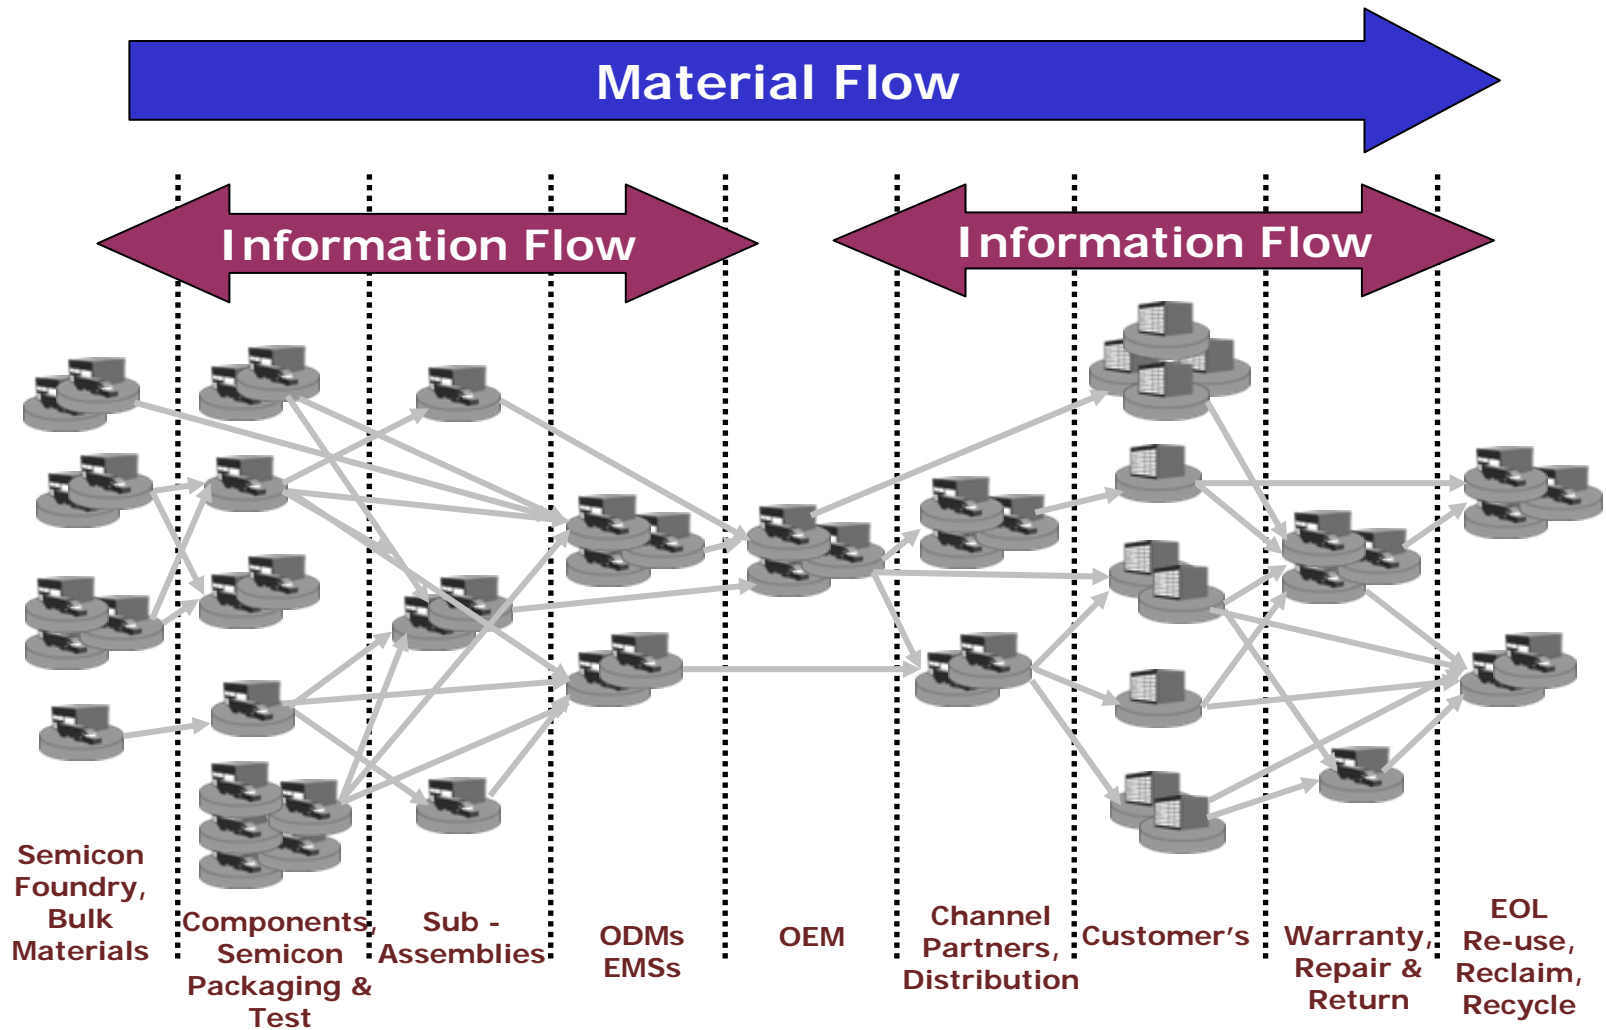 Material Flow
Information Flow
Information Flow
Semicon
Foundry,
Bulk
Materials
Components,
Semicon
Packaging &
Test
Sub -
Assemblies
ODMs
EMSs
OEM
Channel
Partners,
Distribution
Customer's
Warranty,
Repair &
Return
EOL
Re-use,
Reclaim,
Recycle